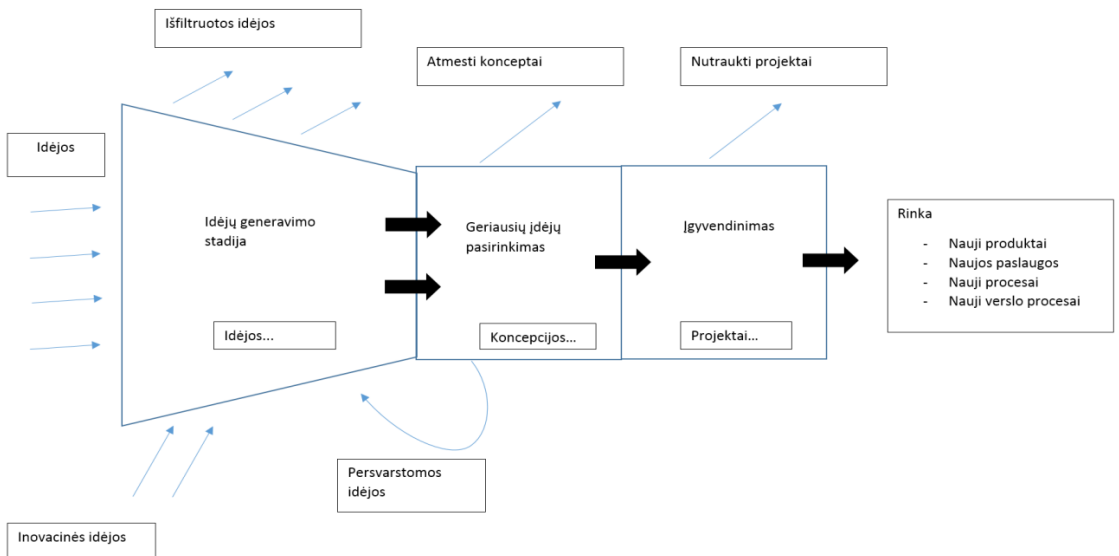 Išfiltruotos idėjos
Atmesti konceptai
Nutraukti projektai
Idėjos
Idėjų generavimo
stadija
Geriausių įdėjų
pasirinkimas
Įgyvendinimas
Rinka
- Nauji produktai
- Naujos paslaugos
- Nauji procesai
- Nauji verslo procesai
Idėjos...
Koncepcijos...
Projektai...
Persvarstomos
idėjos
Inovacinės idėjos